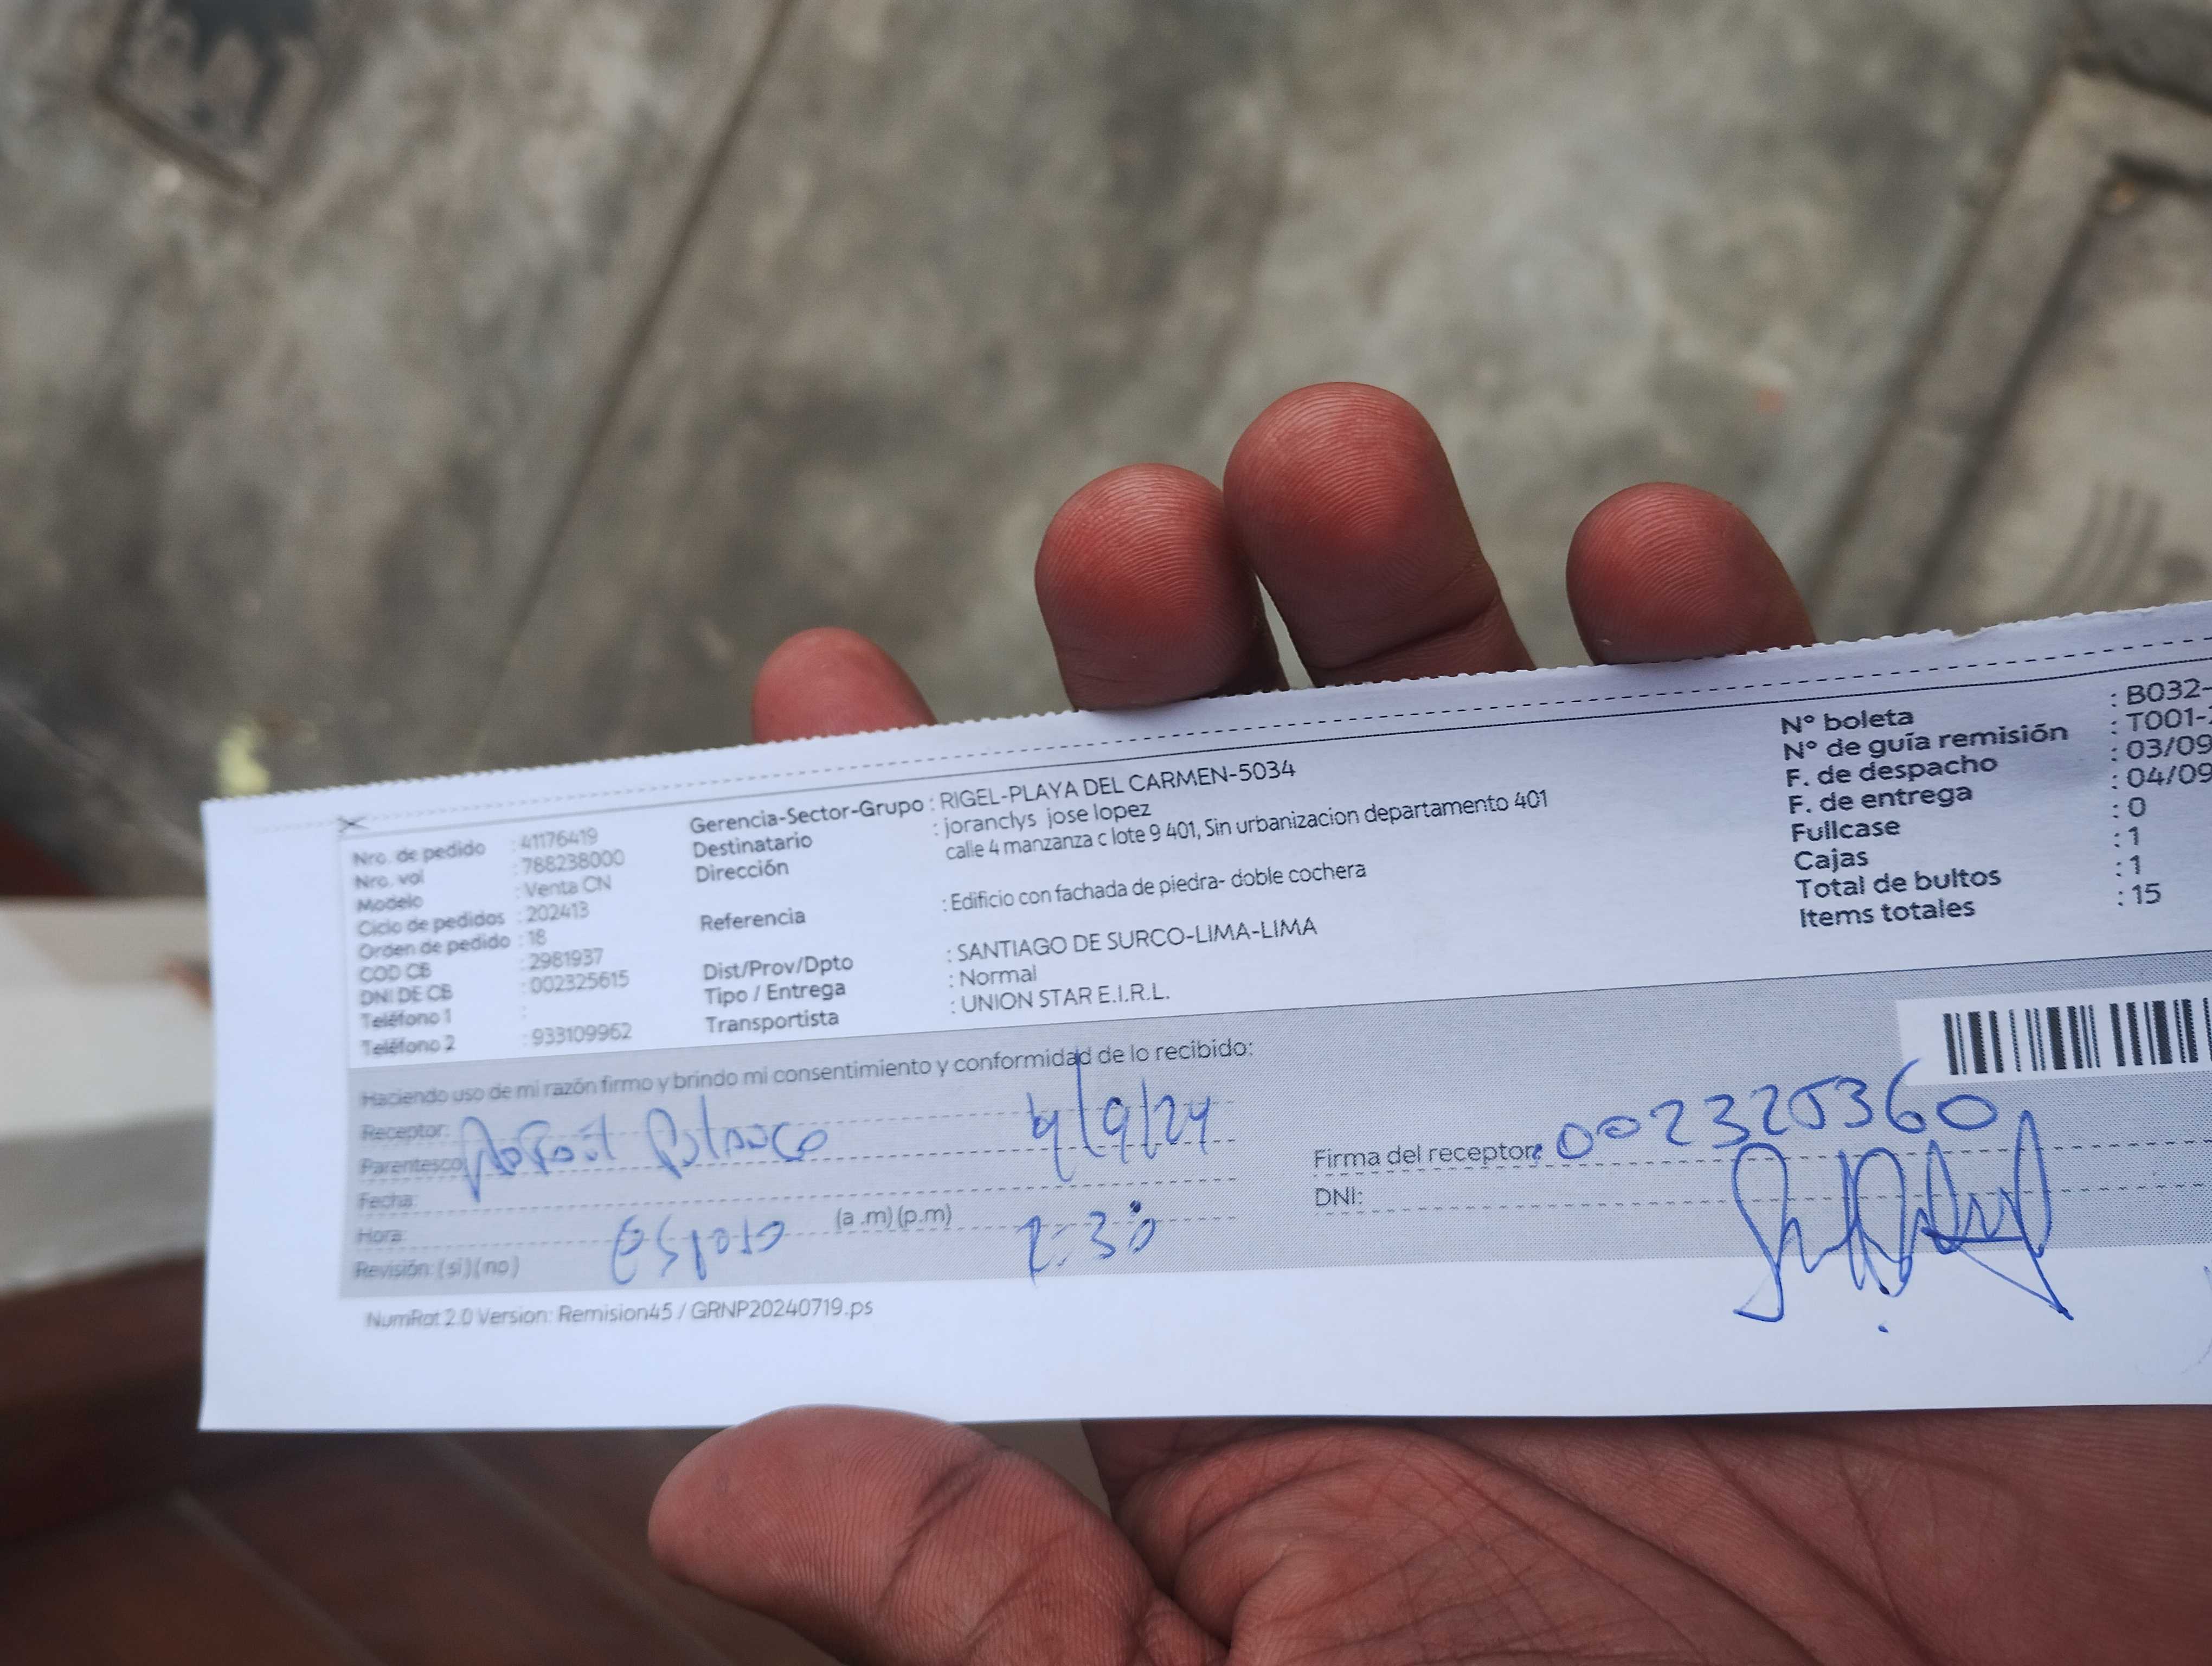 Nro. de pedido : 41176419
Nro. vol : 788238000
Modelo : Venta CN
Ciclo de pedidos : 202413
Orden de pedido : 18
COD CB : 2981937
DNI DE CB : 002325615
Teléfono 1 :
Teléfono 2 : 933109962
Gerencia-Sector-Grupo : RIGEL-PLAYA DEL CARMEN-5034
Destinatario : joranclys jose lopez
Dirección calle 4 manzanza c lote 9 401, Sin urbanizacion departamento 401
Referencia : Edificio con fachada de piedra- doble cochera
Dist/Prov/Dpto : SANTIAGO DE SURCO-LIMA-LIMA
Tipo / Entrega : Normal
Transportista : UNION STAR E.I.R.L.
N° boleta : B032-
N° de guía remisión : T001-
F. de despacho : 03/09
F. de entrega : 04/09
Fullcase : 0
Cajas : 1
Total de bultos : 1
Items totales : 15
Haciendo uso de mi razón firmo y brindo mi consentimiento y conformidad de lo recibido:
Receptor:
Parentesco 4/9/24
Fecha:
Hora: (a .m) (p.m)
esposo 2:30
Revisión: (si) (no)
Firma del receptor: 002325360
DNI:
NumRot 2.0 Version: Remision45 / GRNP20240719.ps